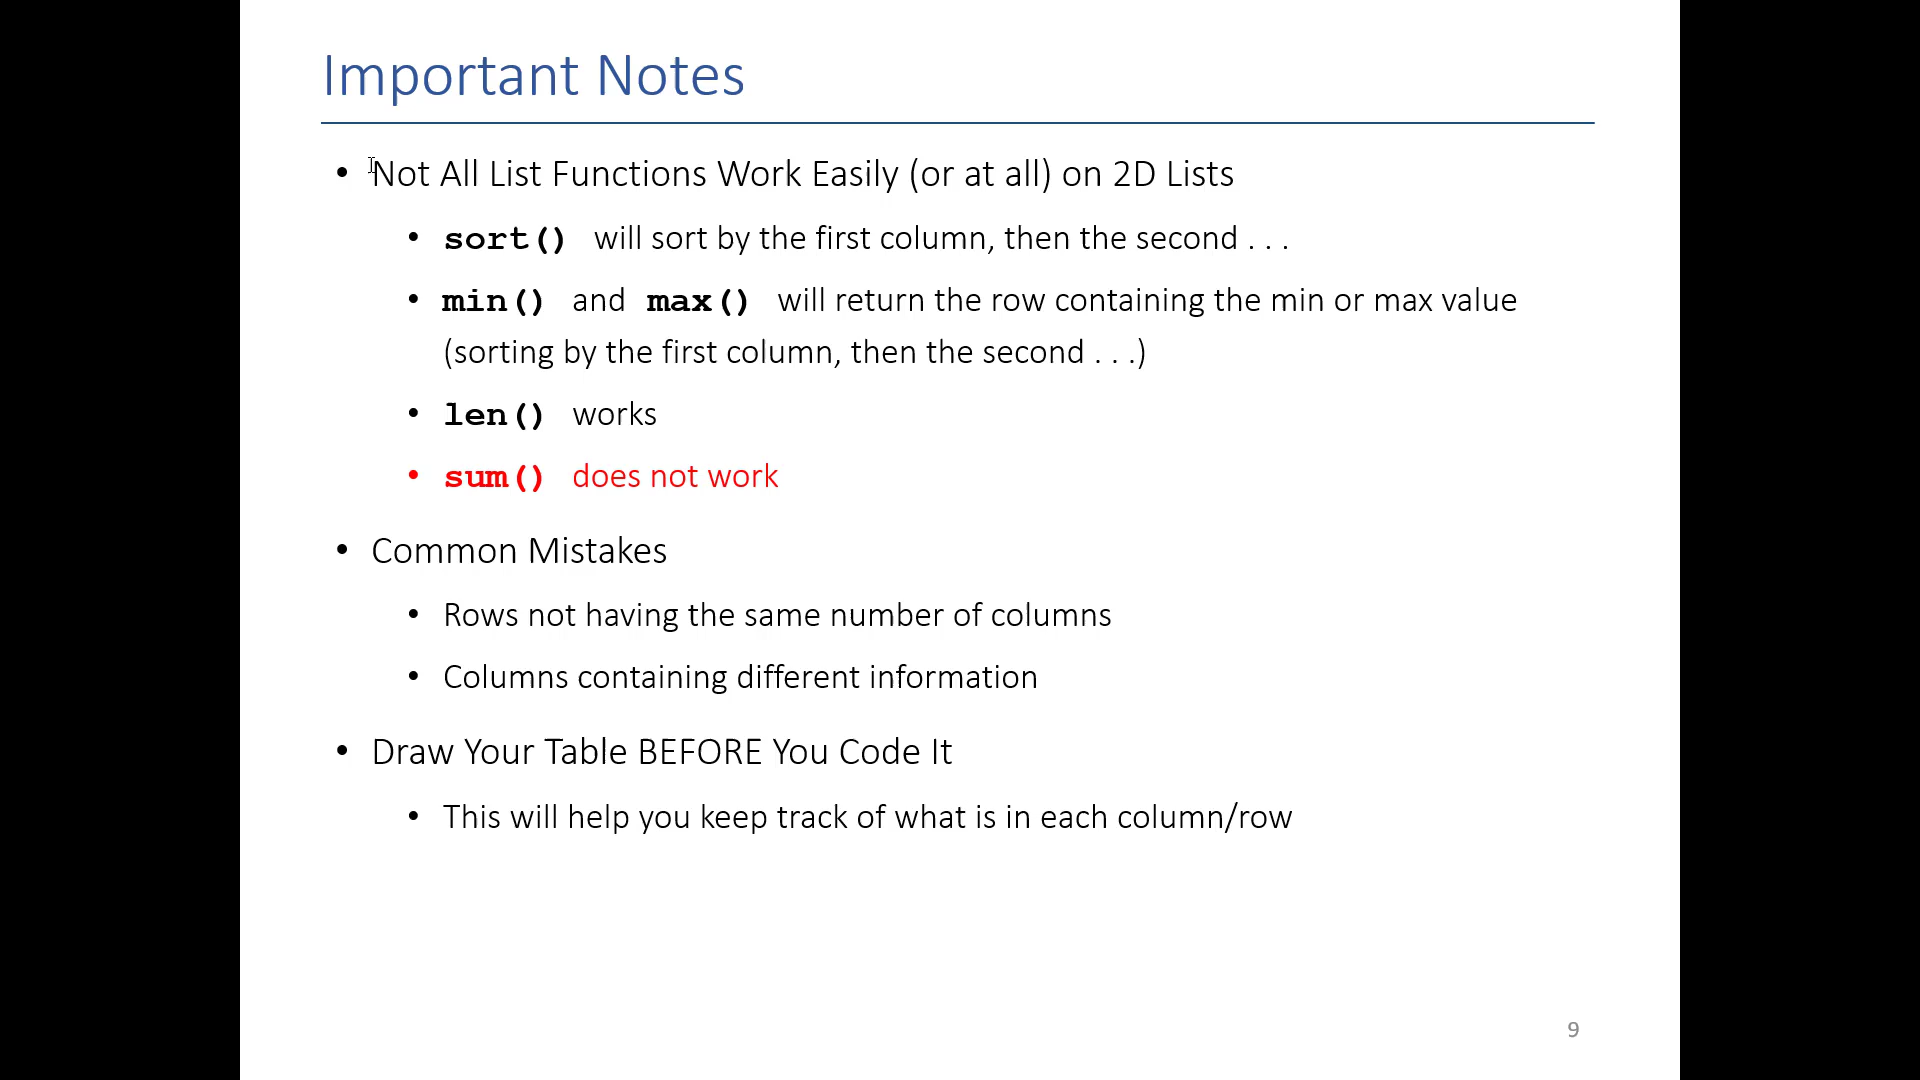 Important Notes
• Not All List Functions Work Easily (or at all) on 2D Lists
• sort() will sort by the first column, then the second . . .
• min() and max() will return the row containing the min or max value
(sorting by the first column, then the second . . .)
• len() works
• sum() does not work
• Common Mistakes
• Rows not having the same number of columns
• Columns containing different information
• Draw Your Table BEFORE You Code It
• This will help you keep track of what is in each column/row
9